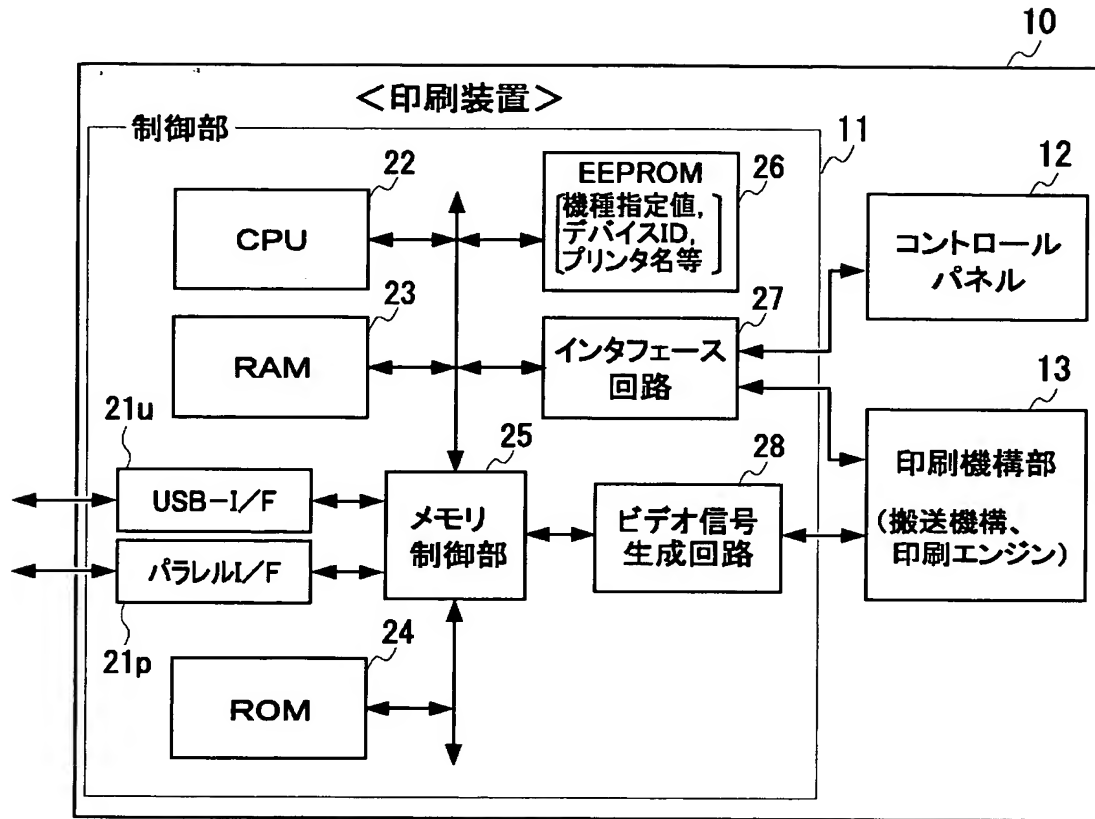 10
<印刷装置>
制御部
11
22
CPU
EEPROM
機種指定値,
デバイスID,
プリンタ名等
26
12
コントロール
パネル
23
RAM
27
インタフェース
回路
13
印刷機構部
(搬送機構、
印刷エンジン)
21u
USB-I/F
25
メモリ
制御部
28
ビデオ信号
生成回路
パラレルI/F
21p
24
ROM